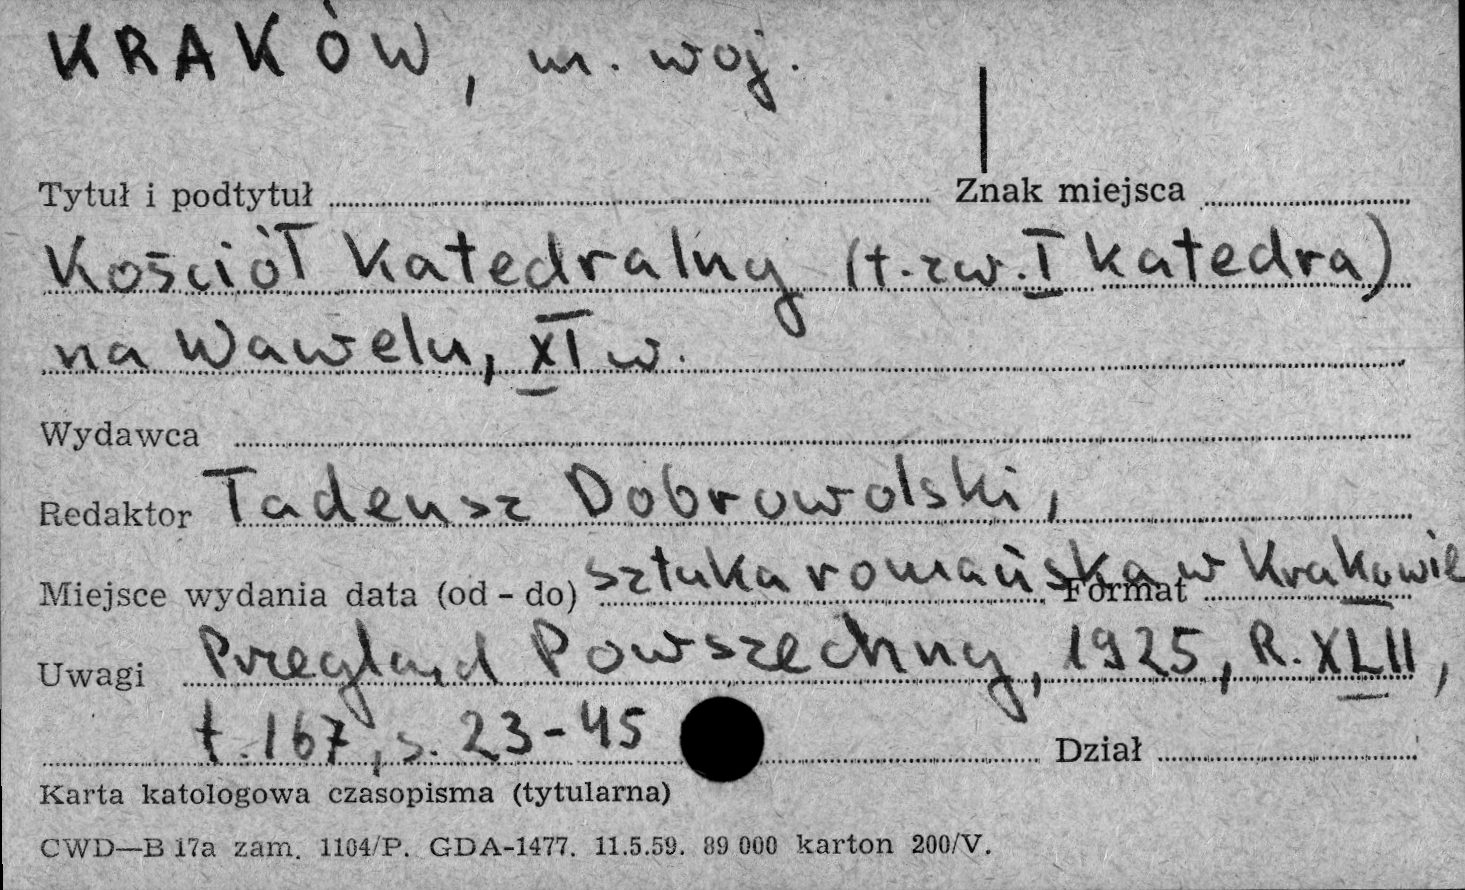 KRAKÓW, m. woj.
Tytuł i podtytuł Znak miejsca
Kościół Katedralny (t.zw. I katedra)
na Wawelu, XI w.
Wydawca
Redaktor Tadeusz Dobrowolski,
Miejsce wydania data (od - do) sztuka romańska w Krakowie Format
Uwagi Przegląd Powszechny, 1925, R. XLII,
t. 167, s. 23-45 Dział
Karta katologowa czasopisma (tytularna)
CWD—B 17a zam. 1104/P. GDA-1477. 11.5.59. 89 000 karton 200/V.